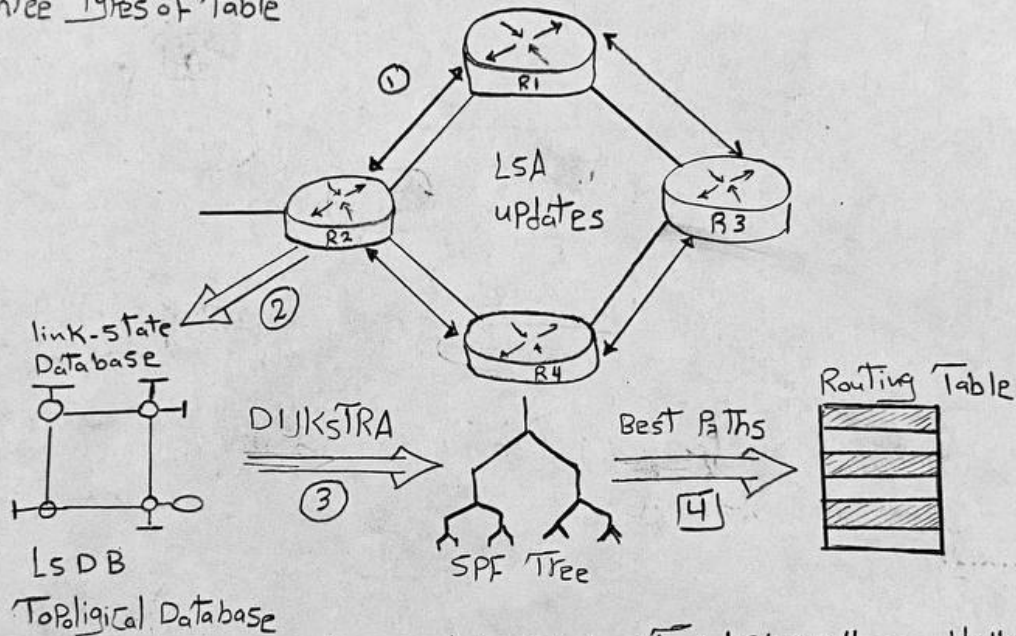 Three Types of Table
R1
①
LSA
updates
R2
R3
②
R4
link-state
Database
Routing Table
DIJKSTRA
Best Paths
③
4
SPF Tree
LSDB
Topoligical Database